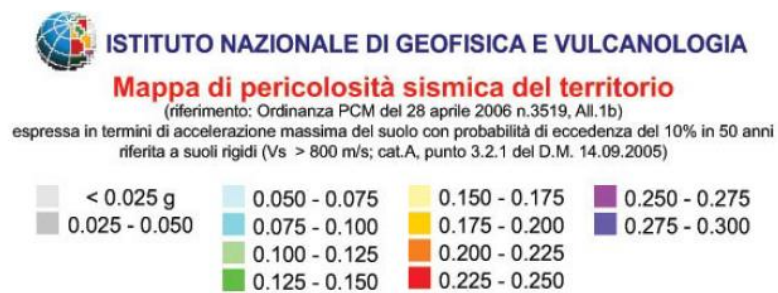 ISTITUTO NAZIONALE DI GEOFISICA E VULCANOLOGIA
Mappa di pericolosità sismica del territorio
(riferimento: Ordinanza PCM del 28 aprile 2006 n.3519, All.1b)
espressa in termini di accelerazione massima del suolo con probabilità di eccedenza del 10% in 50 anni
riferita a suoli rigidi (Vs > 800 m/s; cat.A, punto 3.2.1 del D.M. 14.09.2005)
< 0.025 g
0.025 - 0.050
0.050 - 0.075
0.075 - 0.100
0.100 - 0.125
0.125 - 0.150
0.150 - 0.175
0.175 - 0.200
0.200 - 0.225
0.225 - 0.250
0.250 - 0.275
0.275 - 0.300